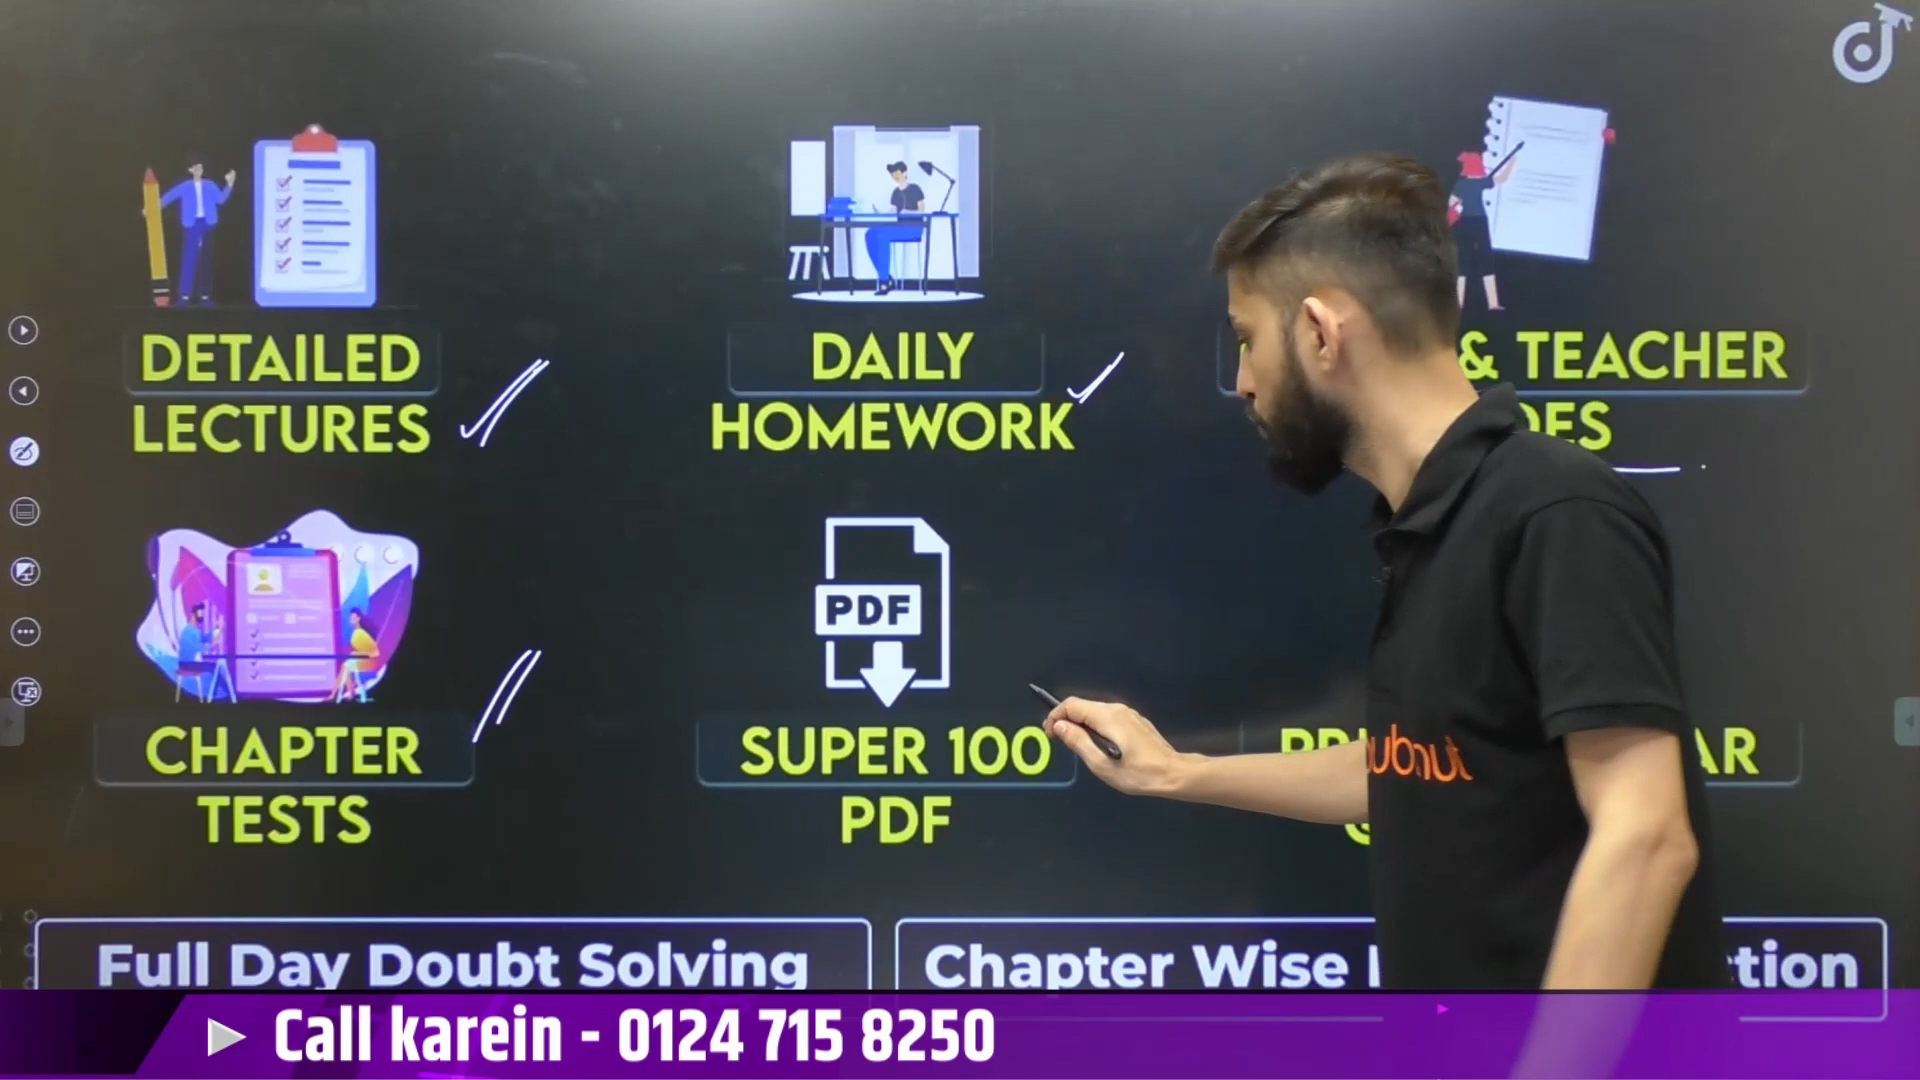 DETAILED
LECTURES
DAILY
HOMEWORK
& TEACHER
CHAPTER
TESTS
PDF
SUPER 100
PDF
Full Day Doubt Solving
Chapter Wise
Call karein - 0124 715 8250